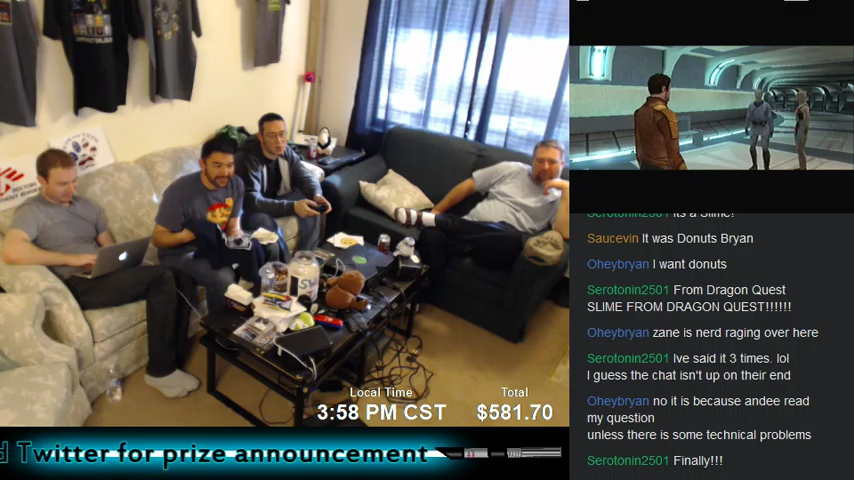 DOCTORS
WITHOUT BORDERS
Local Time
Total
3:58 PM CST
$581.70
d Twitter for prize announcement
Serotonin2501 Its a Slime!
Saucevin It was Donuts Bryan
Oheybryan I want donuts
Serotonin2501 From Dragon Quest
SLIME FROM DRAGON QUEST!!!!!!
Oheybryan zane is nerd raging over here
Serotonin2501 Ive said it 3 times. lol
I guess the chat isn't up on their end
Oheybryan no it is because andee read
my question
unless there is some technical problems
Serotonin2501 Finally!!!